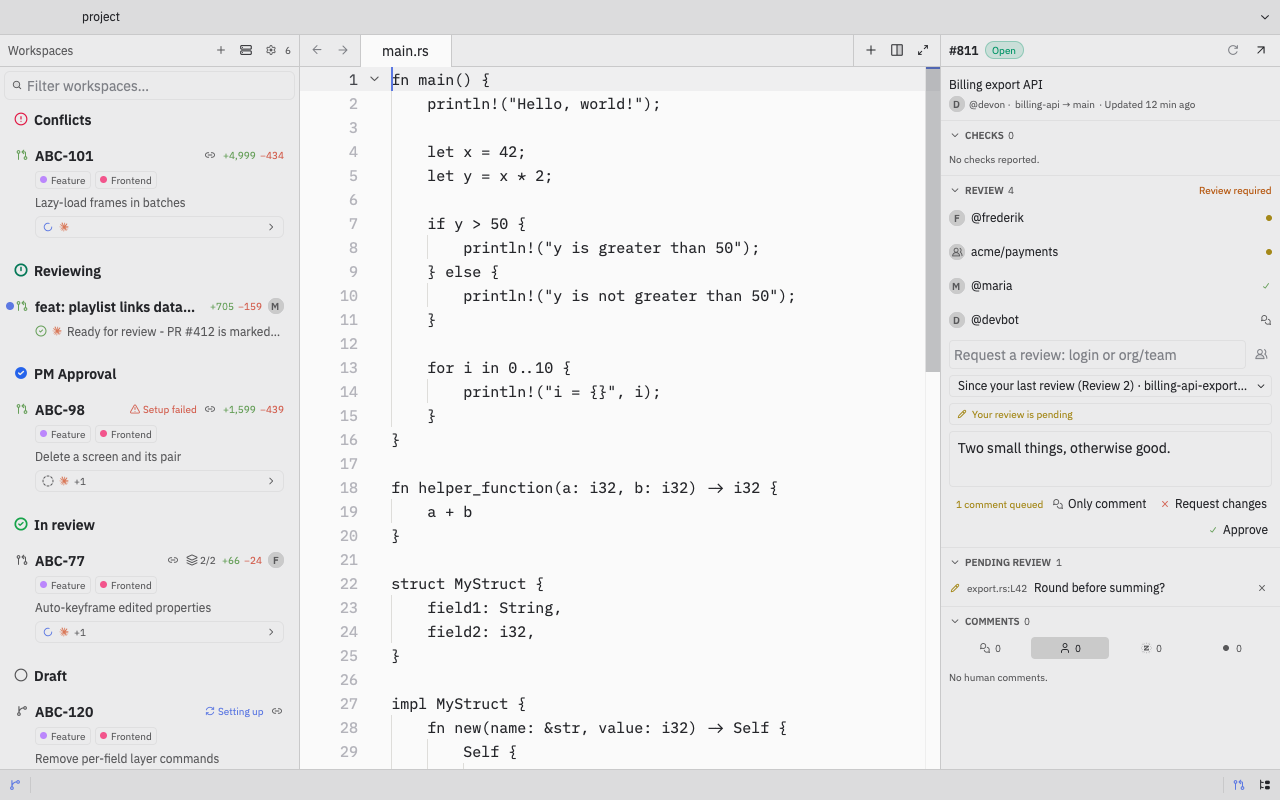 project
Workspaces
6
Filter workspaces...
Conflicts
ABC-101
+4,999 −434
Feature
Frontend
Lazy-load frames in batches
Reviewing
feat: playlist links data...
+705 −159
M
Ready for review - PR #412 is marked...
PM Approval
ABC-98
Setup failed
+1,599 −439
Feature
Frontend
Delete a screen and its pair
+1
In review
ABC-77
2/2
+66 −24
F
Feature
Frontend
Auto-keyframe edited properties
+1
Draft
ABC-120
Setting up
Feature
Frontend
Remove per-field layer commands
main.rs
1 fn main() {
2     println!("Hello, world!");
3
4     let x = 42;
5     let y = x * 2;
6
7     if y > 50 {
8         println!("y is greater than 50");
9     } else {
10         println!("y is not greater than 50");
11     }
12
13     for i in 0..10 {
14         println!("i = {}", i);
15     }
16 }
17
18 fn helper_function(a: i32, b: i32) -> i32 {
19     a + b
20 }
21
22 struct MyStruct {
23     field1: String,
24     field2: i32,
25 }
26
27 impl MyStruct {
28     fn new(name: &str, value: i32) -> Self {
29         Self {
#811
Open
Billing export API
D @devon · billing-api → main · Updated 12 min ago
CHECKS 0
No checks reported.
REVIEW 4
Review required
F @frederik
acme/payments
M @maria
D @devbot
Request a review: login or org/team
Since your last review (Review 2) · billing-api-export...
Your review is pending
Two small things, otherwise good.
1 comment queued
Only comment
Request changes
Approve
PENDING REVIEW 1
export.rs:L42 Round before summing?
COMMENTS 0
0
0
0
0
No human comments.